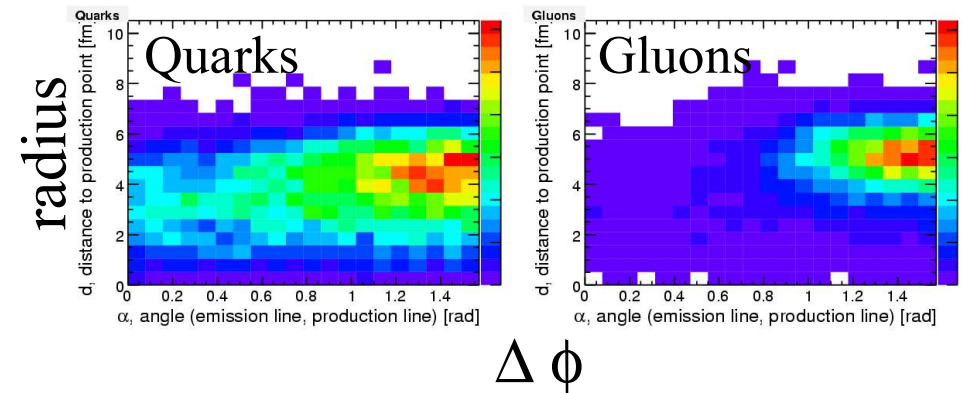 Quarks
Quarks
radius
d, distance to production point [fm]
10
8
6
4
2
0
0 0.2 0.4 0.6 0.8 1 1.2 1.4
α, angle (emission line, production line) [rad]
Gluons
Gluons
d, distance to production point [fm]
10
8
6
4
2
0
0 0.2 0.4 0.6 0.8 1 1.2 1.4
α, angle (emission line, production line) [rad]
Δ ϕ